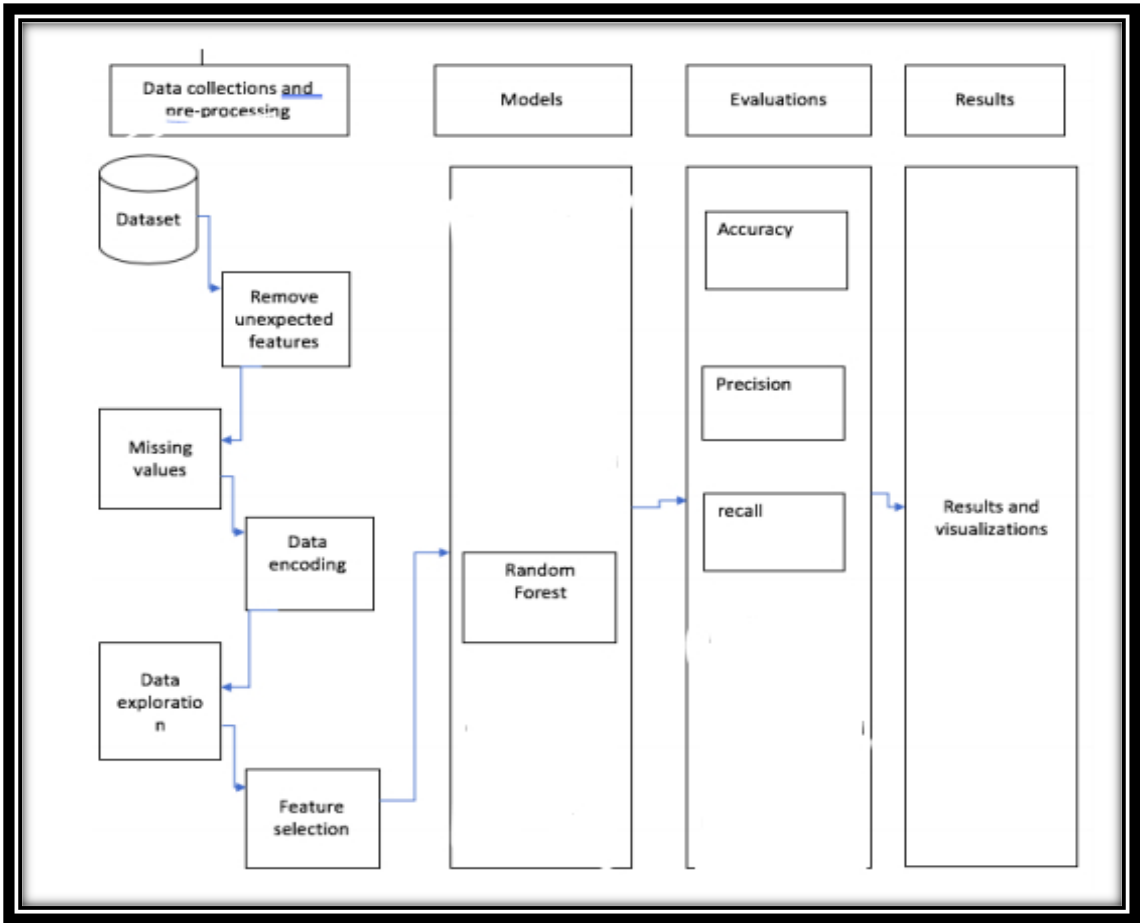 Data collections and
pre-processing
Models
Evaluations
Results
Dataset
Remove
unexpected
features
Missing
values
Data
encoding
Data
exploratio
n
Feature
selection
Random
Forest
Accuracy
Precision
recall
Results and
visualizations